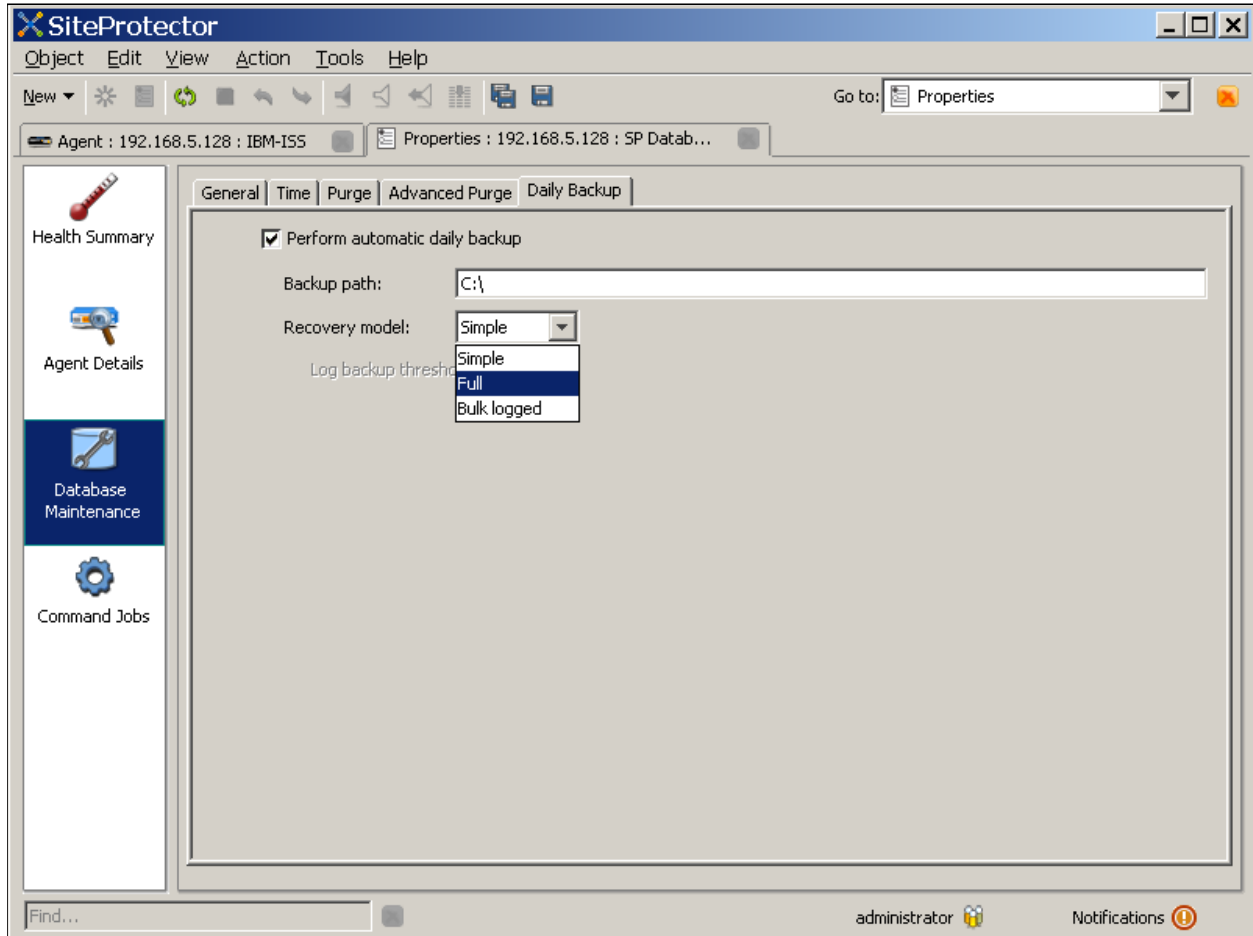 SiteProtector
Object Edit View Action Tools Help
New Go to: Properties
Agent : 192.168.5.128 : IBM-ISS Properties : 192.168.5.128 : SP Datab...
Health Summary
Agent Details
Database
Maintenance
Command Jobs
General Time Purge Advanced Purge Daily Backup
Perform automatic daily backup
Backup path: C:\
Recovery model: Simple
Log backup
Simple
Full
Bulk logged
Find... administrator Notifications